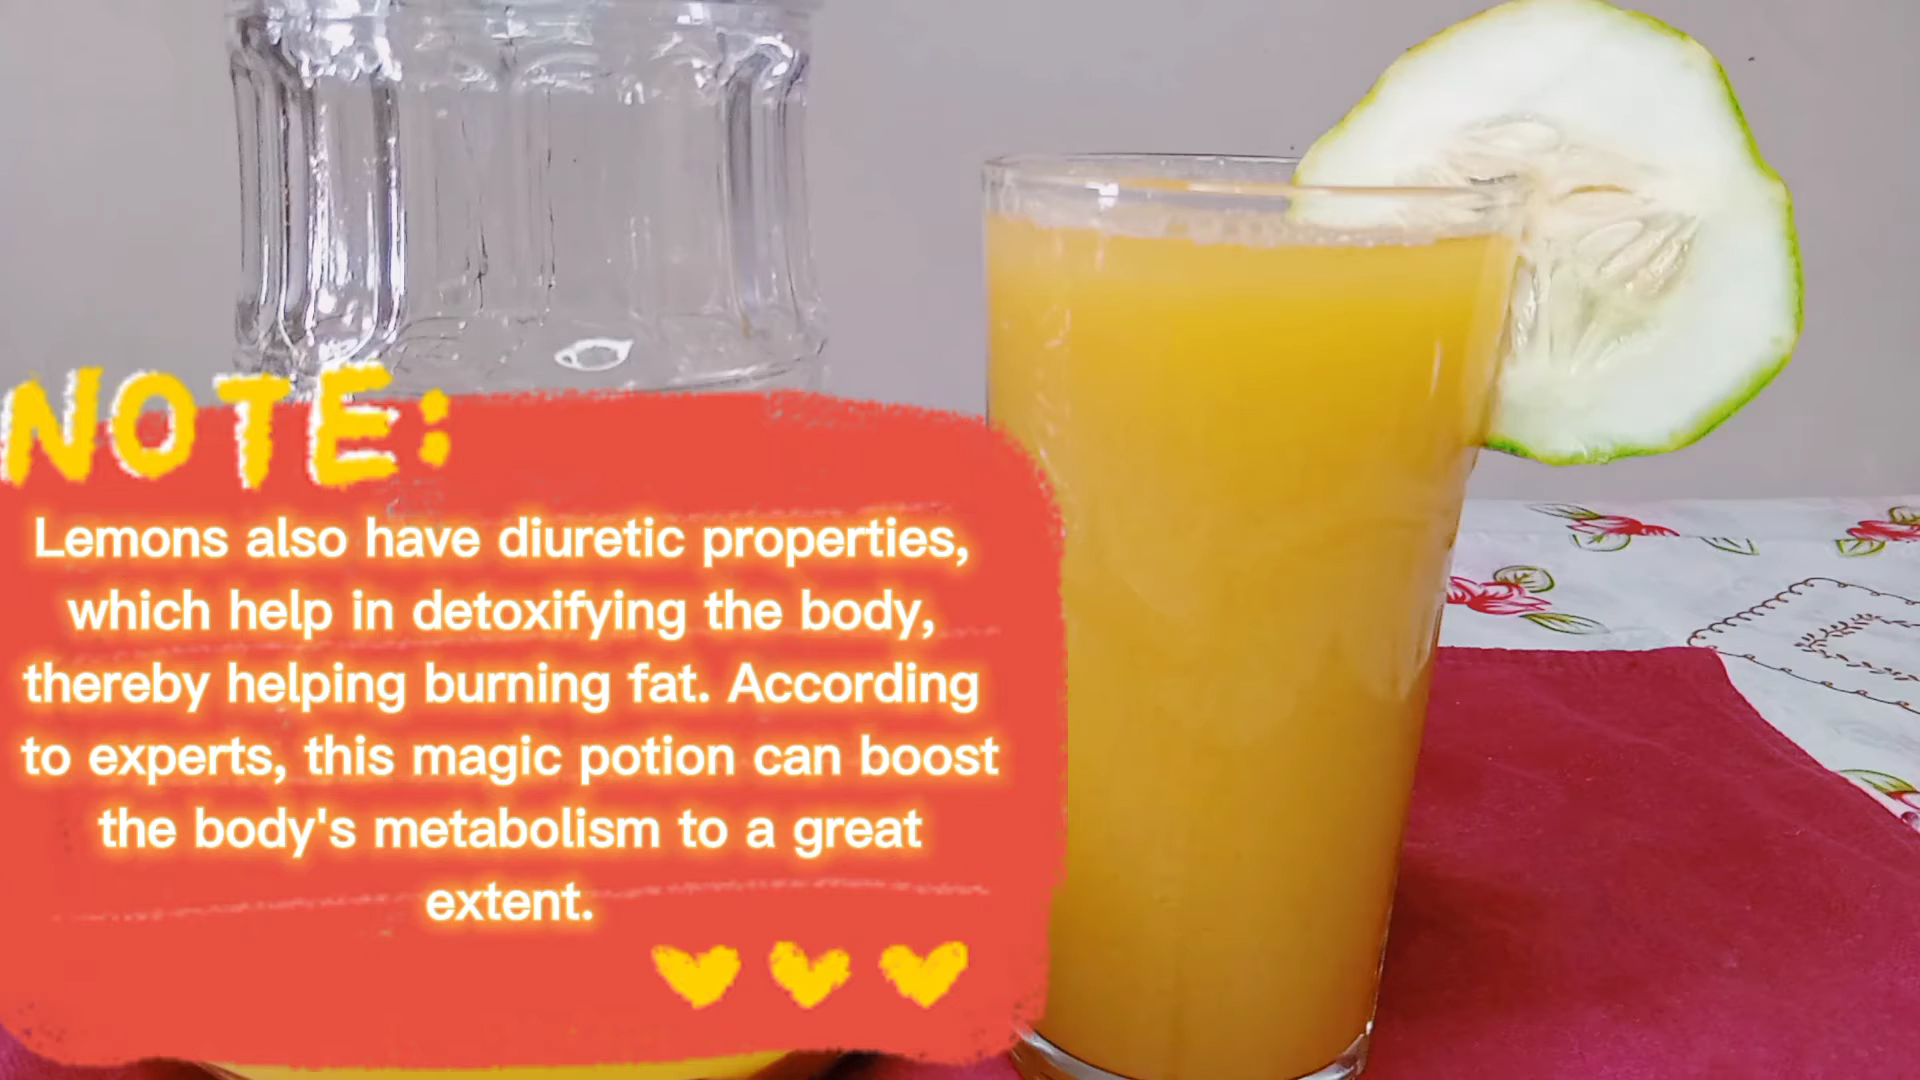 NOTE:
Lemons also have diuretic properties,
which help in detoxifying the body,
thereby helping burning fat. According
to experts, this magic potion can boost
the body's metabolism to a great
extent.